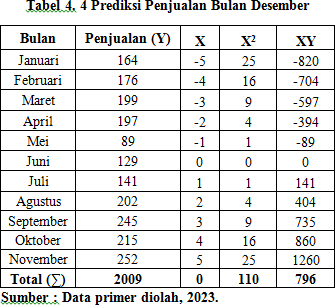 Tabel 4. 4 Prediksi Penjualan Bulan Desember
Bulan Penjualan (Y) X X² XY
Januari 164 -5 25 -820
Februari 176 -4 16 -704
Maret 199 -3 9 -597
April 197 -2 4 -394
Mei 89 -1 1 -89
Juni 129 0 0 0
Juli 141 1 1 141
Agustus 202 2 4 404
September 245 3 9 735
Oktober 215 4 16 860
November 252 5 25 1260
Total (∑) 2009 0 110 796
Sumber : Data primer diolah, 2023.